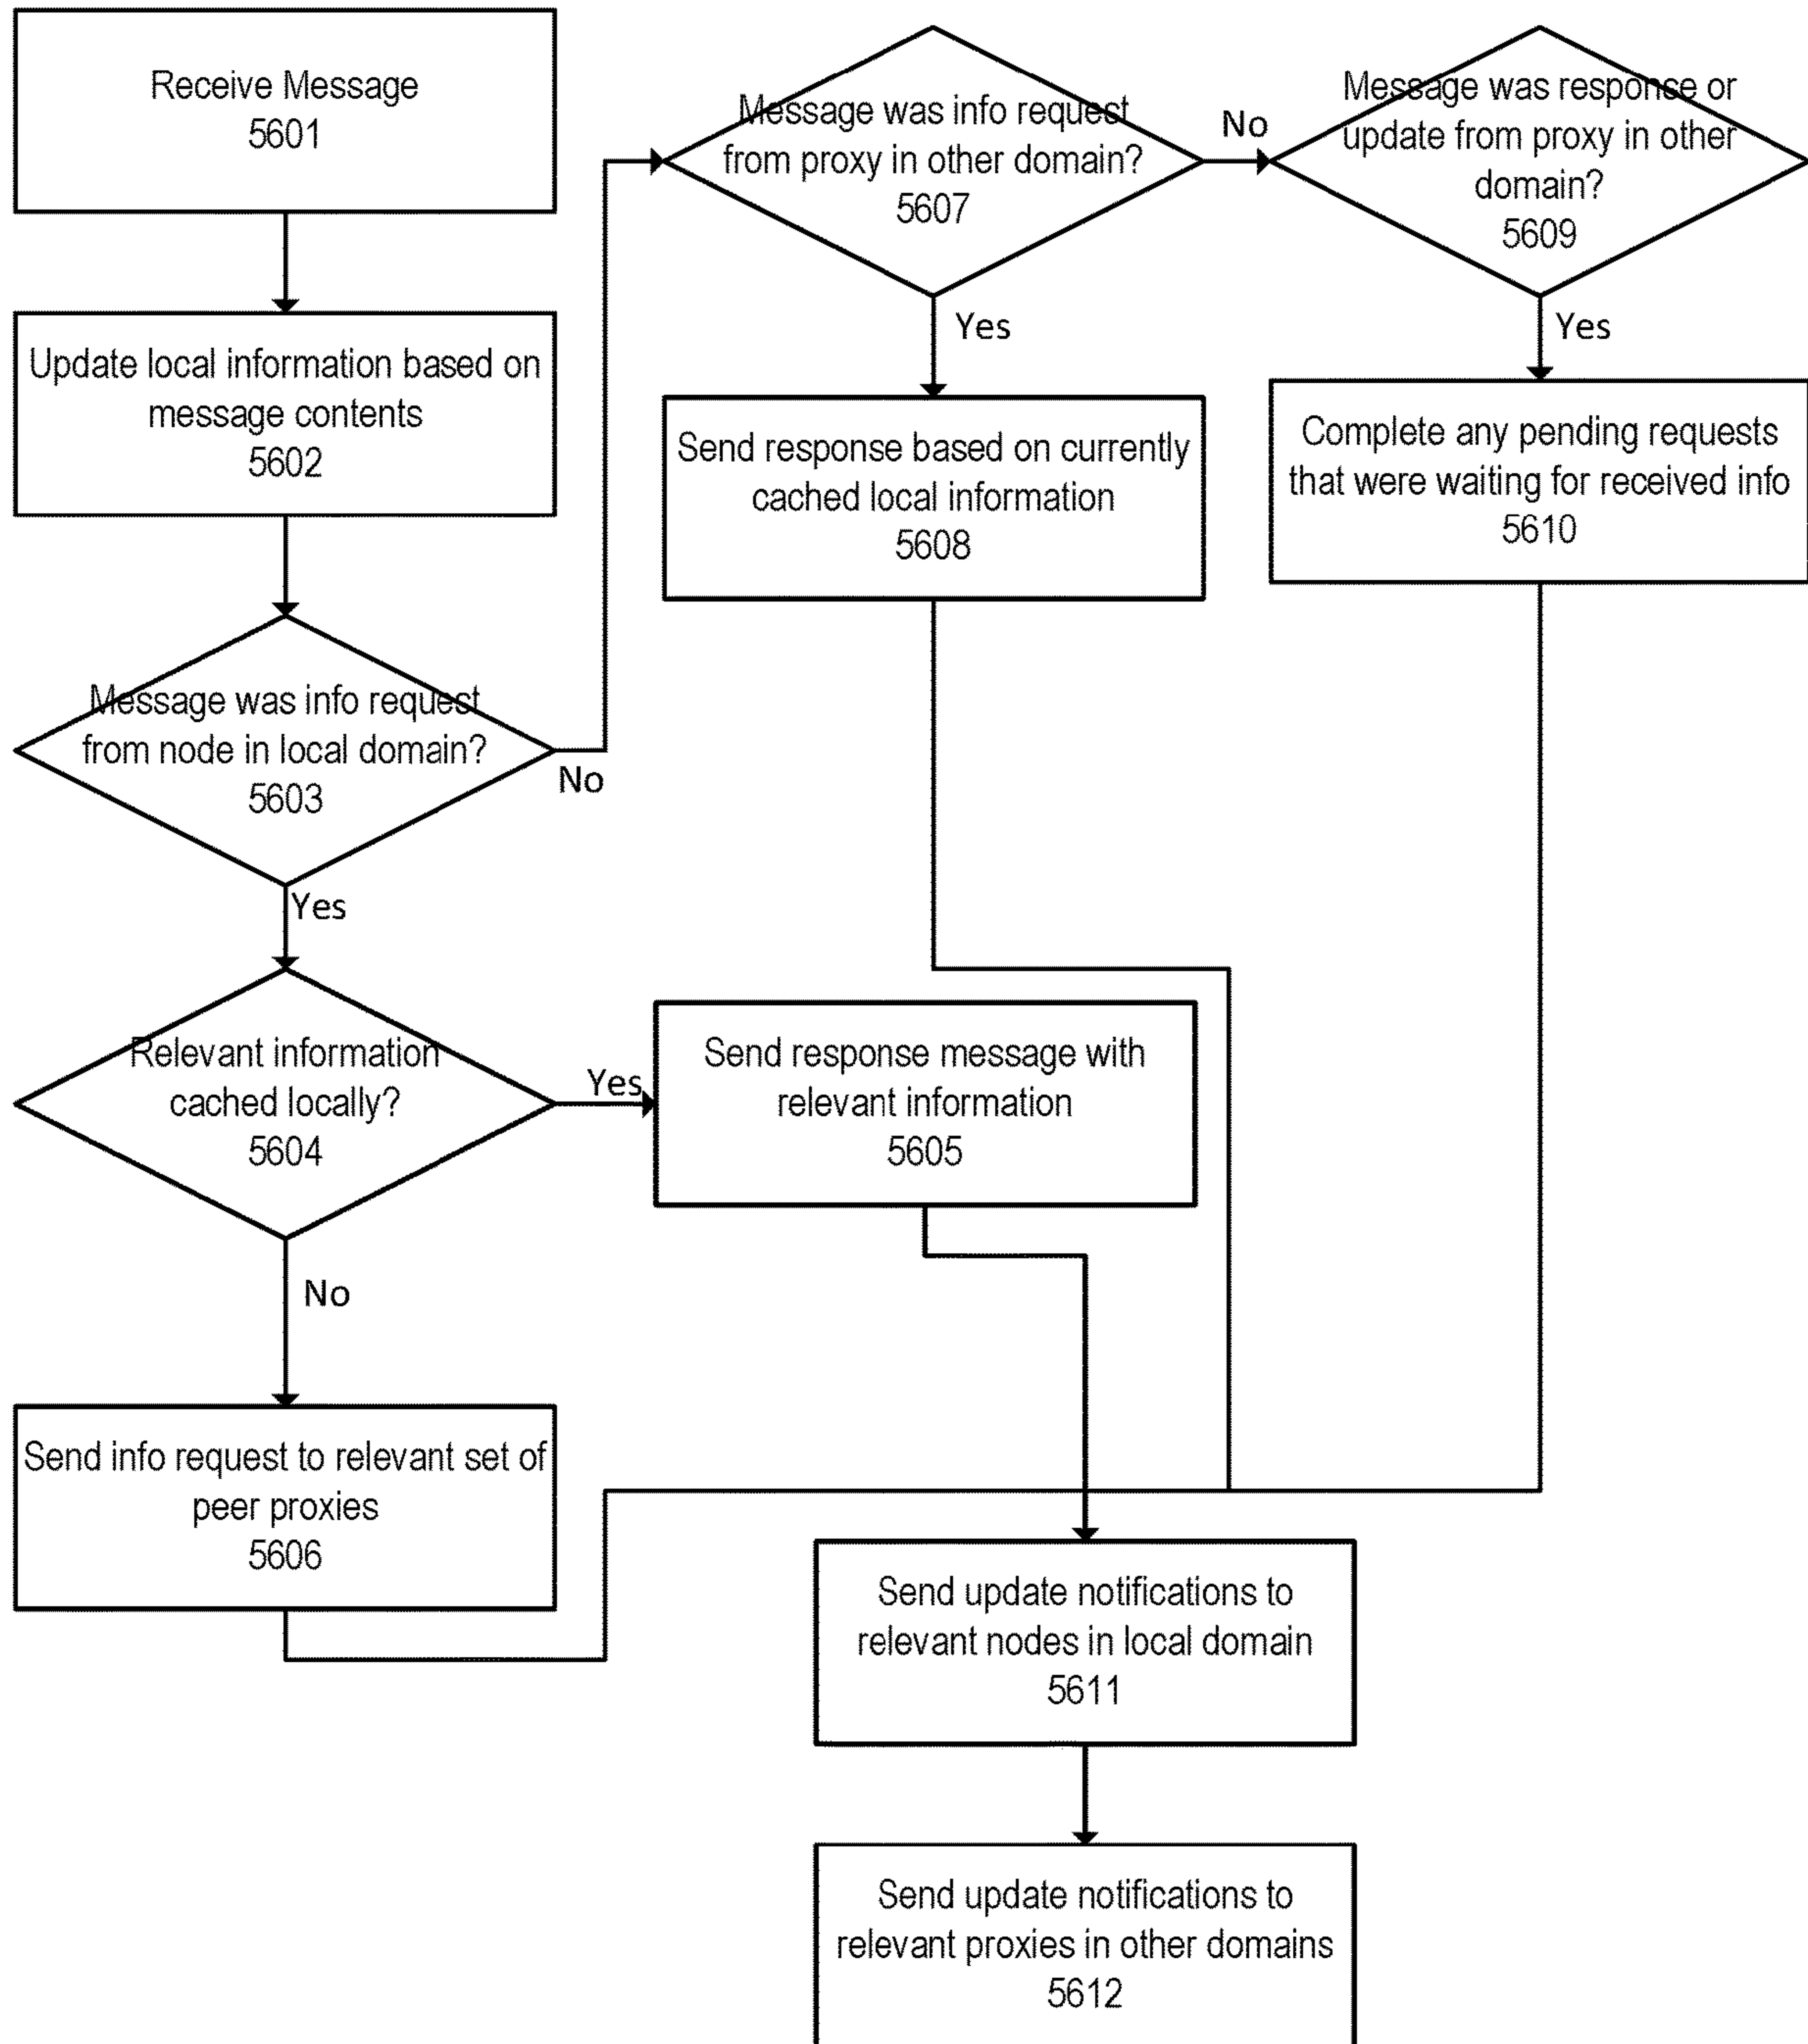 Receive Message
5601
Update local information based on
message contents
5602
Message was info request
from node in local domain?
5603
No
Yes
Relevant information
cached locally?
5604
Yes
No
Send response message with
relevant information
5605
Send info request to relevant set of
peer proxies
5606
Message was info request
from proxy in other domain?
5607
No
Yes
Send response based on currently
cached local information
5608
Message was response or
update from proxy in other
domain?
5609
Yes
Complete any pending requests
that were waiting for received info
5610
Send update notifications to
relevant nodes in local domain
5611
Send update notifications to
relevant proxies in other domains
5612